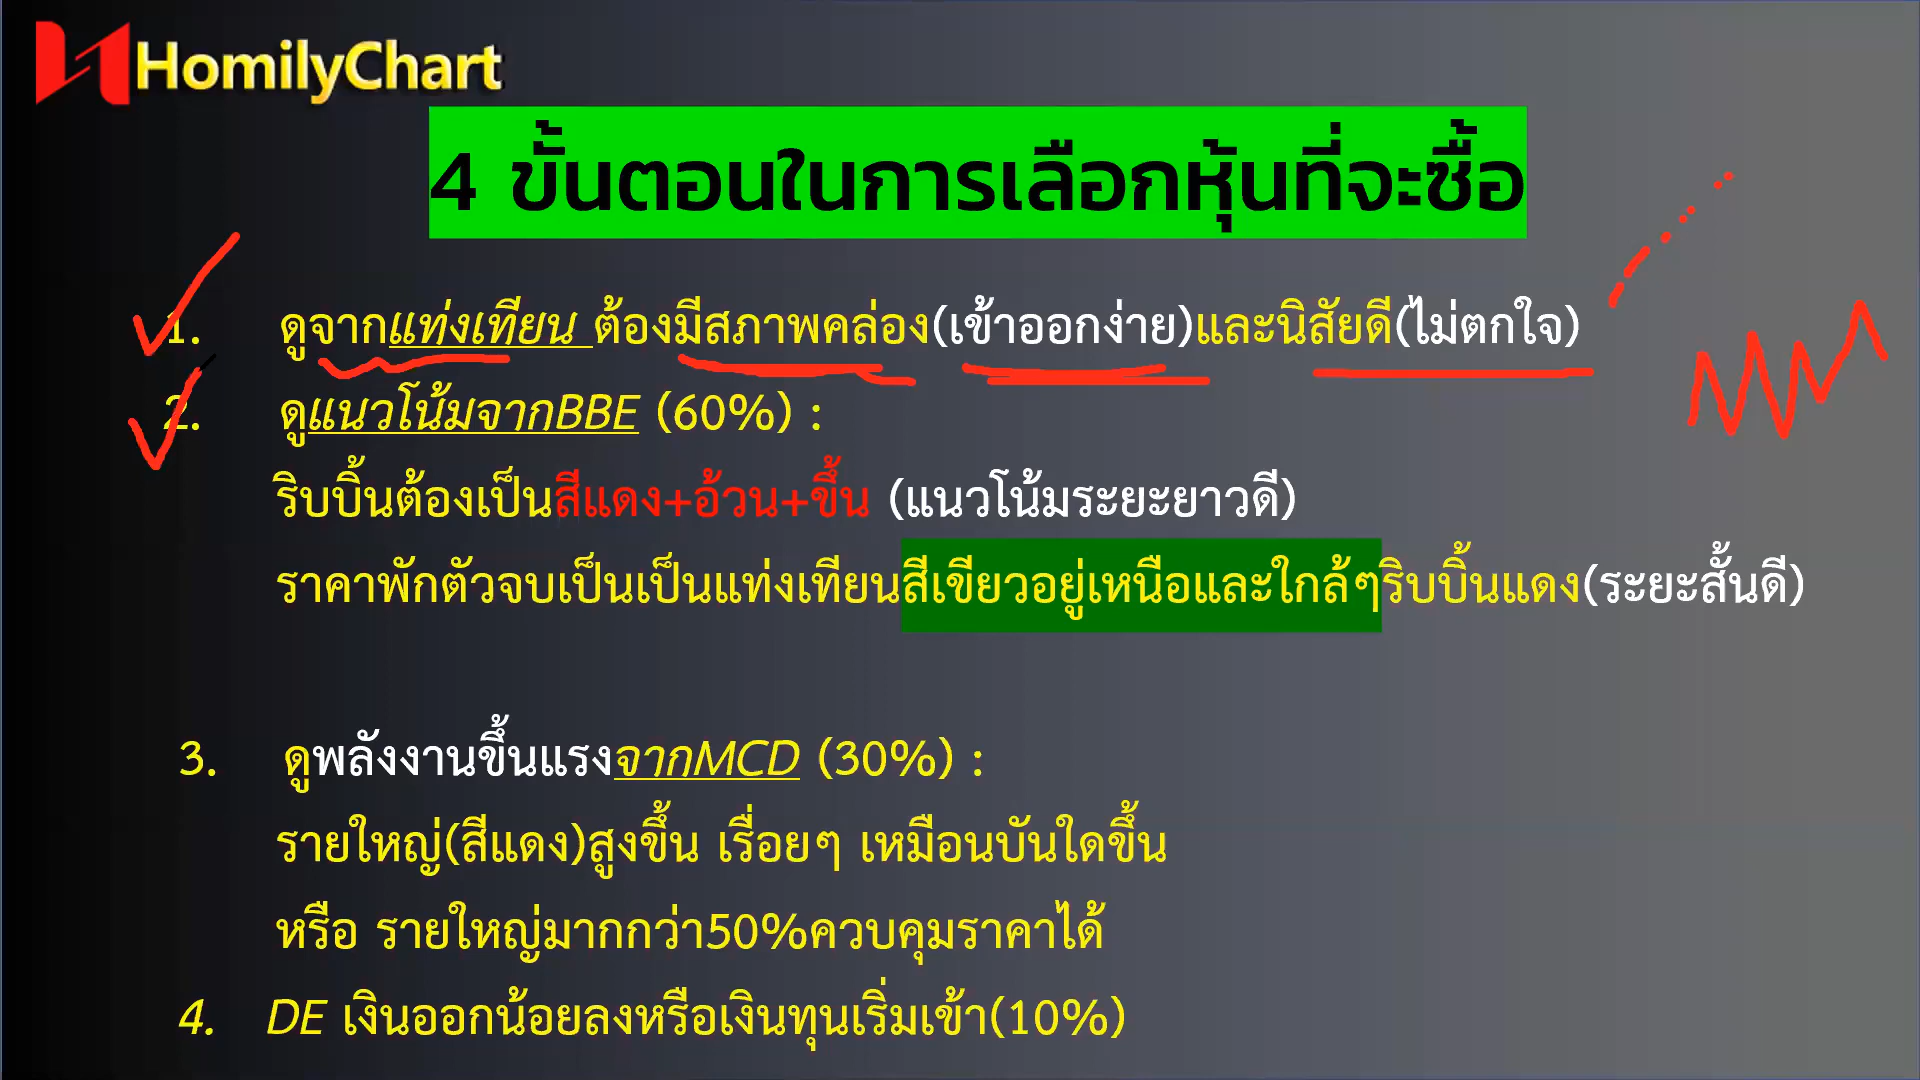 HomilyChart
4 ขั้นตอนในการเลือกหุ้นที่จะซื้อ
1. ดูจากแท่งเทียน ต้องมีสภาพคล่อง(เข้าออกง่าย)และนิสัยดี(ไม่ตกใจ)
2. ดูแนวโน้มจากBBE (60%) :
ริบบิ้นต้องเป็นสีแดง+อ้วน+ขึ้น (แนวโน้มระยะยาวดี)
ราคาพักตัวจบเป็นเป็นแท่งเทียนสีเขียวอยู่เหนือและใกล้ๆริบบิ้นแดง(ระยะสั้นดี)
3. ดูพลังงานขึ้นแรงจากMCD (30%) :
รายใหญ่(สีแดง)สูงขึ้น เรื่อยๆ เหมือนบันใดขึ้น
หรือ รายใหญ่มากกว่า50%ควบคุมราคาได้
4. DE เงินออกน้อยลงหรือเงินทุนเริ่มเข้า(10%)